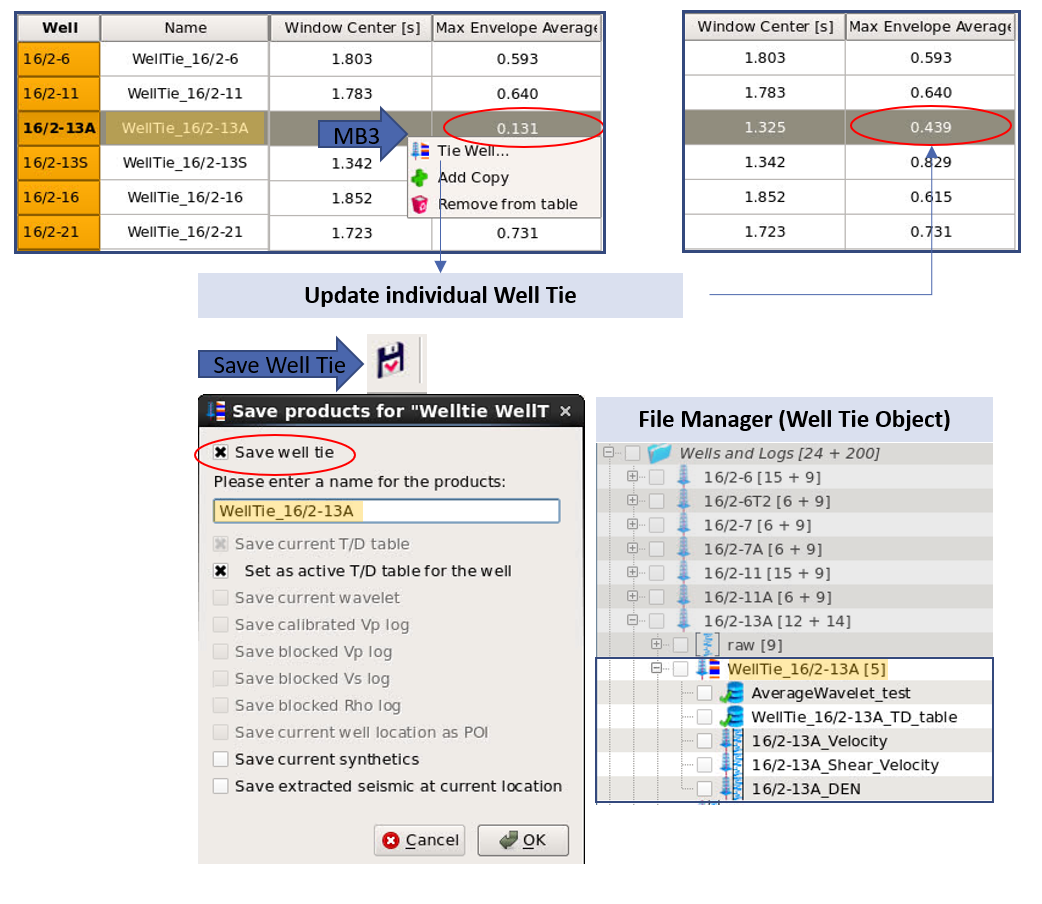 Well Name Window Center [s] Max Envelope Average
16/2-6 WellTie_16/2-6 1.803 0.593
16/2-11 WellTie_16/2-11 1.783 0.640
16/2-13A WellTie_16/2-13A 0.131
16/2-13S WellTie_16/2-13S 1.342
16/2-16 WellTie_16/2-16 1.852
16/2-21 WellTie_16/2-21 1.723 0.731
MB3
Tie Well...
Add Copy
Remove from table
Window Center [s] Max Envelope Average
1.803 0.593
1.783 0.640
1.325 0.439
1.342 0.829
1.852 0.615
1.723 0.731
Update individual Well Tie
Save Well Tie
Save products for "Welltie WellT
Save well tie
Please enter a name for the products:
WellTie_16/2-13A
Save current T/D table
Set as active T/D table for the well
Save current wavelet
Save calibrated Vp log
Save blocked Vp log
Save blocked Vs log
Save blocked Rho log
Save current well location as POI
Save current synthetics
Save extracted seismic at current location
Cancel OK
File Manager (Well Tie Object)
Wells and Logs [24 + 200]
16/2-6 [15 + 9]
16/2-6T2 [6 + 9]
16/2-7 [6 + 9]
16/2-7A [6 + 9]
16/2-11 [15 + 9]
16/2-11A [6 + 9]
16/2-13A [12 + 14]
raw [9]
WellTie_16/2-13A [5]
AverageWavelet_test
WellTie_16/2-13A_TD_table
16/2-13A_Velocity
16/2-13A_Shear_Velocity
16/2-13A_DEN